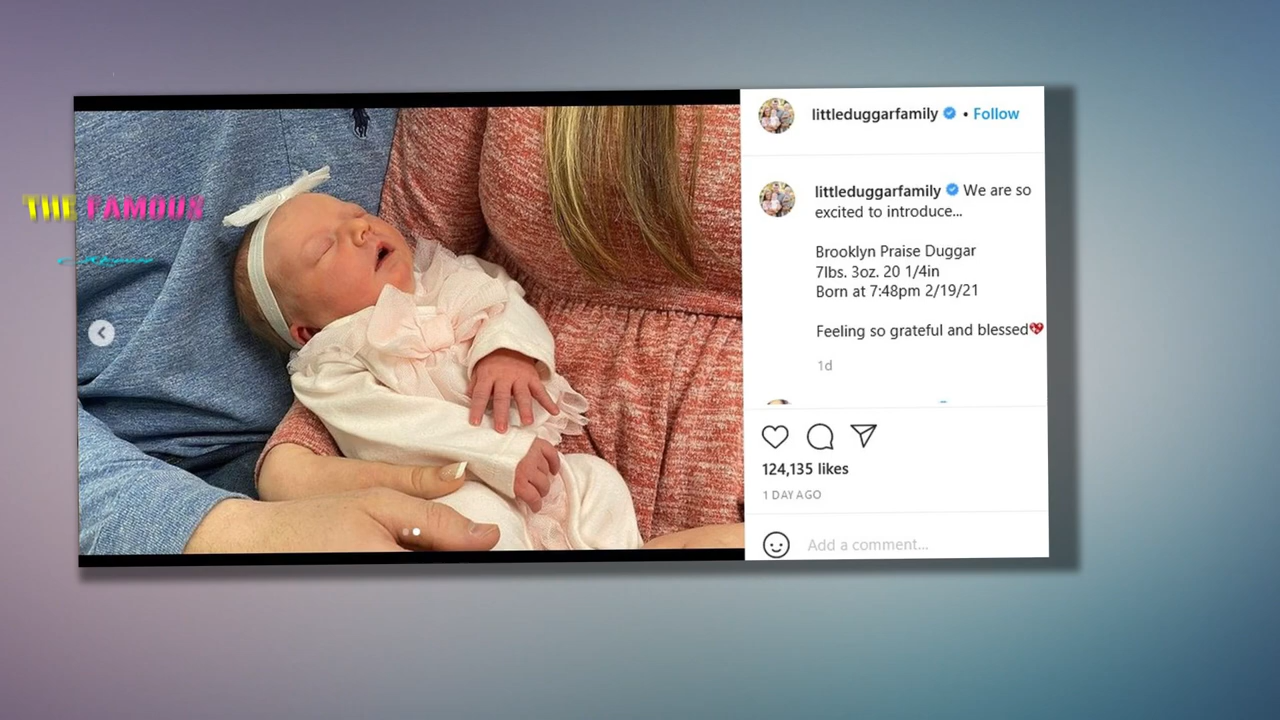 THE FAMOUS
littleduggarfamily • Follow
littleduggarfamily We are so
excited to introduce...
Brooklyn Praise Duggar
7lbs. 3oz. 20 1/4in
Born at 7:48pm 2/19/21
Feeling so grateful and blessed💖
1d
124,135 likes
1 DAY AGO
Add a comment...